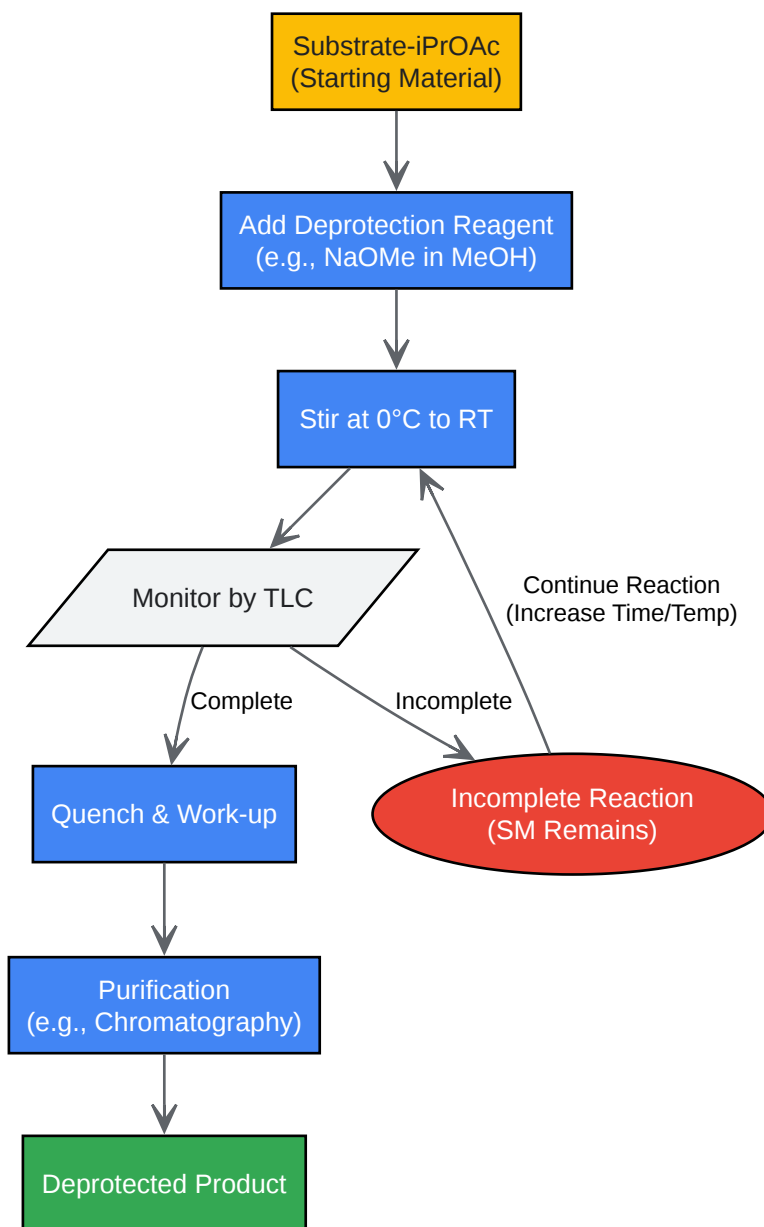 Substrate-iPrOAc
(Starting Material)
Add Deprotection Reagent
(e.g., NaOMe in MeOH)
Stir at 0°C to RT
Monitor by TLC
Continue Reaction
(Increase Time/Temp)
Complete
Incomplete
Quench & Work-up
Incomplete Reaction
(SM Remains)
Purification
(e.g., Chromatography)
Deprotected Product